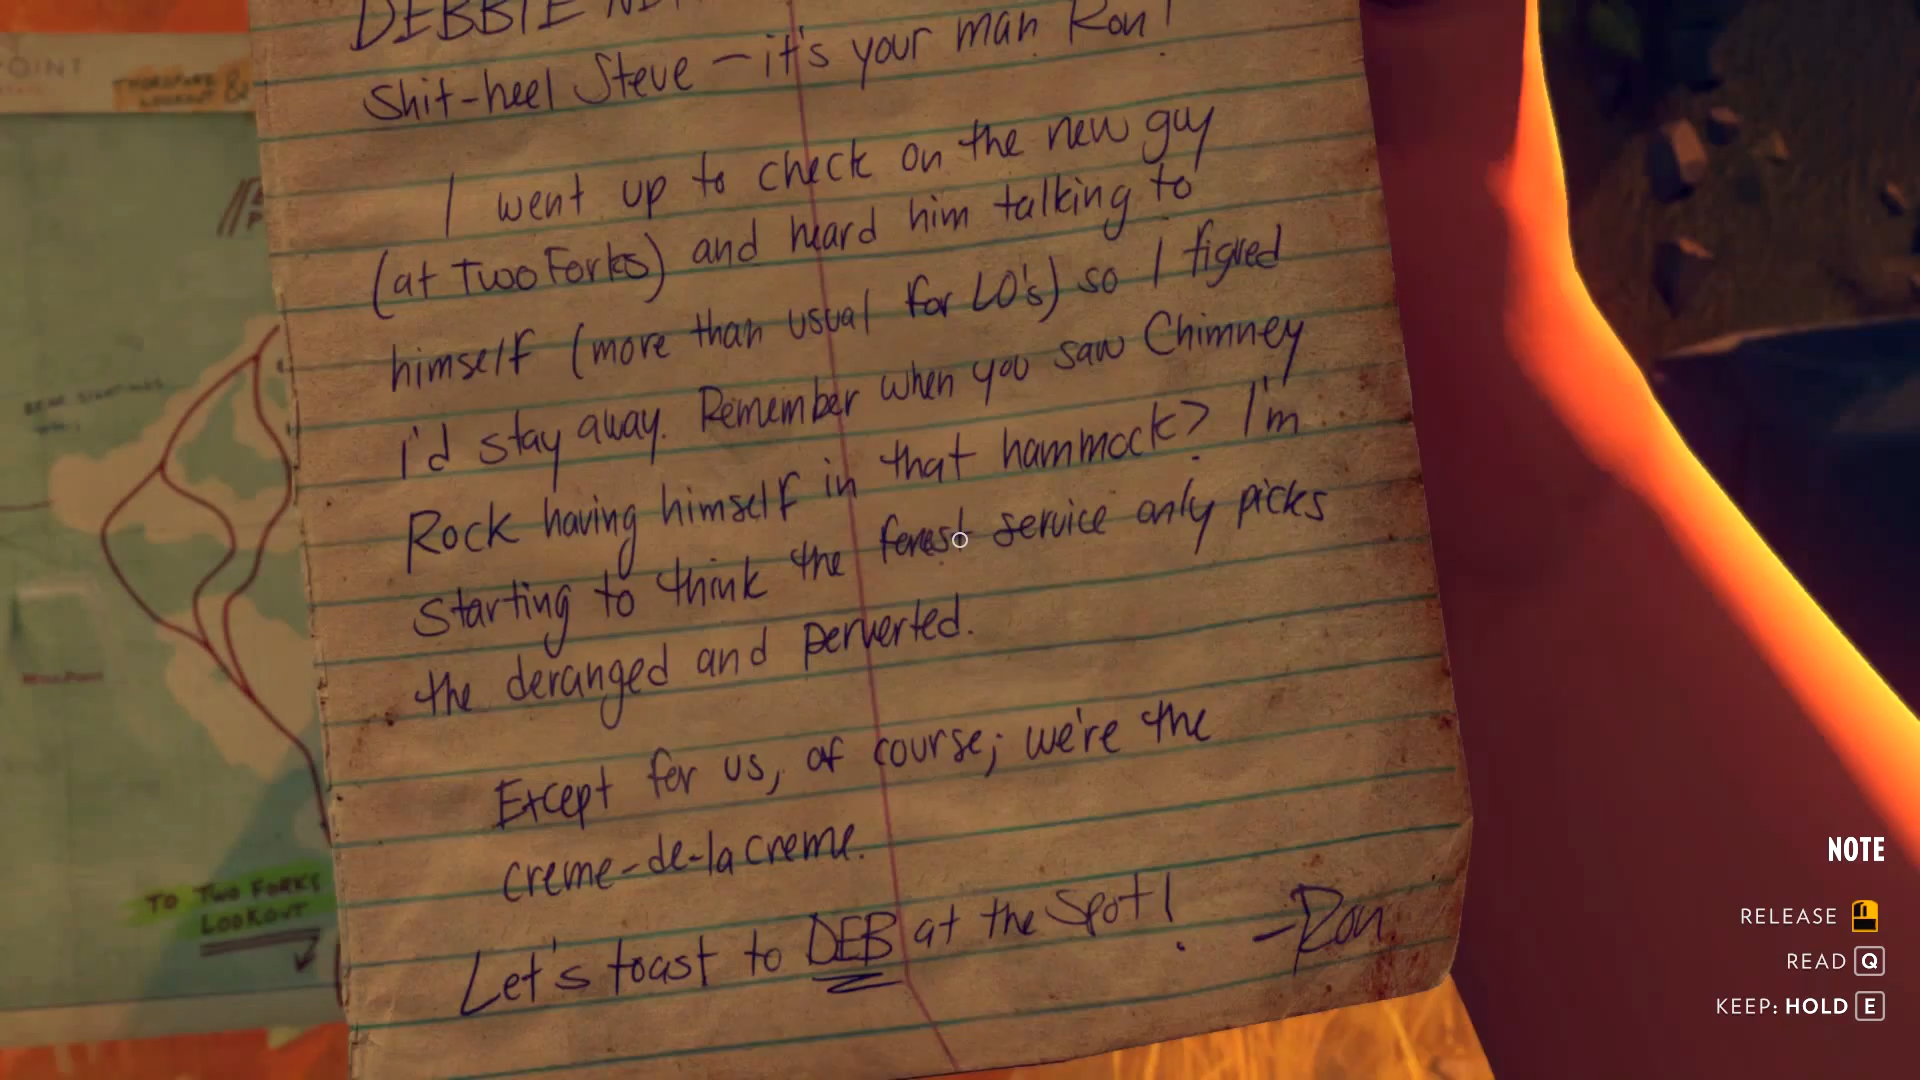 DEBBIE
Shit-heel Steve - it's your man Ron!
I went up to check on the new guy
(at Two Forks) and heard him talking to
himself (more than usual for LO's) so I figred
i'd stay away. Remember when you saw Chimney
Rock having himself in that hammock? I'm
Starting to think the forest service only picks
the deranged and perverted.
Except for us, of course; we're the
creme-de-la creme.
Let's toast to DEB at the Spot!
-Ron
TO TWO FORKS
LOOKOUT
NOTE
RELEASE
READ Q
KEEP: HOLD E